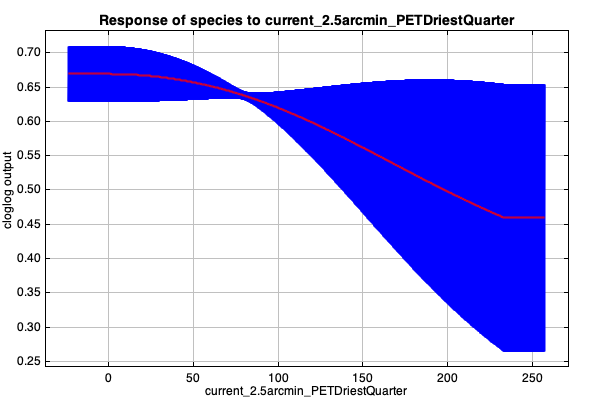 Response of species to current_2.5arcmin_PETDriestQuarter
cloglog output
0.70
0.65
0.60
0.55
0.50
0.45
0.40
0.35
0.30
0.25
0 50 100 150 200 250
current_2.5arcmin_PETDriestQuarter